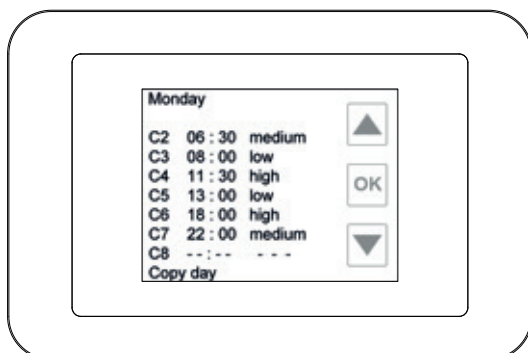 Monday
C2 06 : 30 medium
C3 08 : 00 low
C4 11 : 30 high
OK
C5 13 : 00 low
C6 18 : 00 high
C7 22 : 00 medium
C8 - - : - - - - -
Copy day